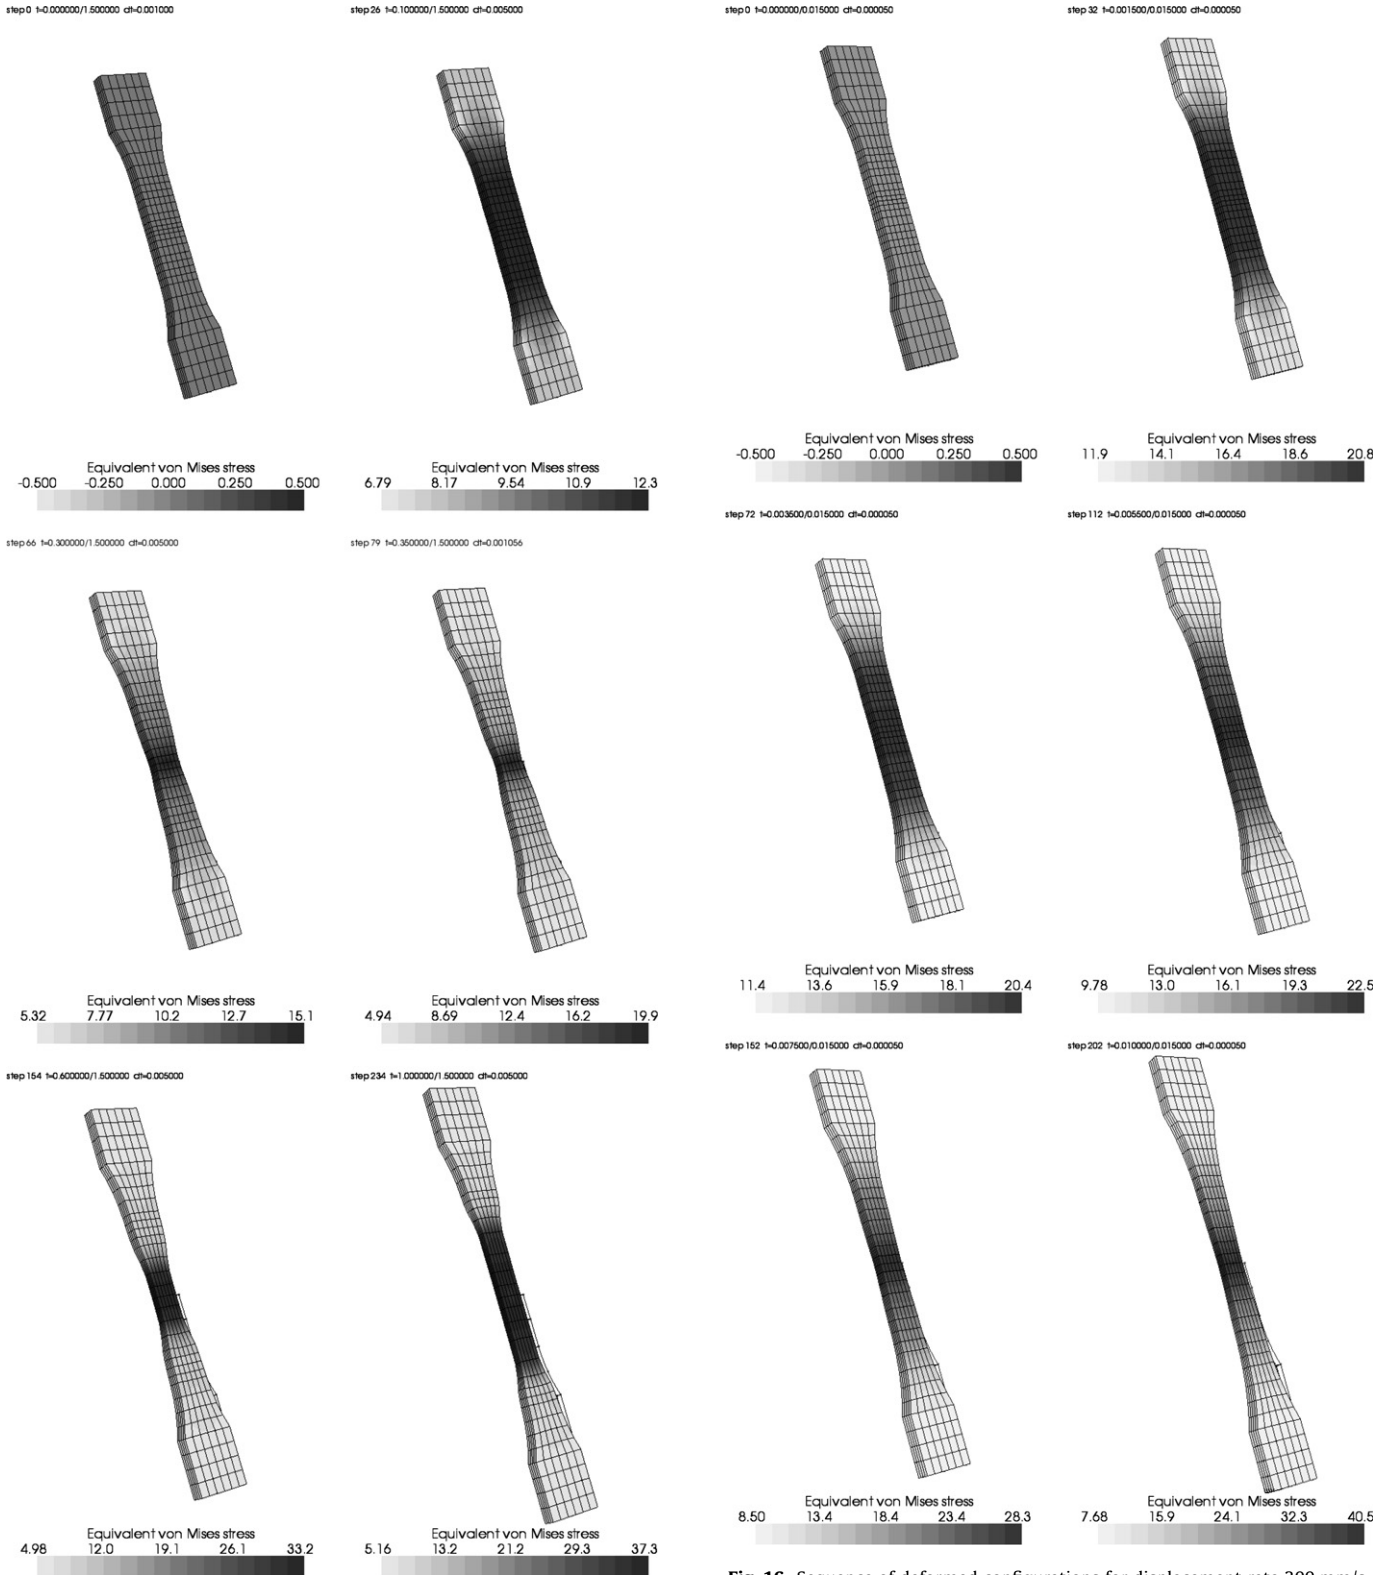 step 0 t=0.000000/1.500000 dt=0.001000
Equivalent von Mises stress
-0.500 -0.250 0.000 0.250 0.500
step 26 t=0.100000/1.500000 dt=0.005000
Equivalent von Mises stress
6.79 8.17 9.54 10.9 12.3
step 66 t=0.300000/1.500000 dt=0.005000
Equivalent von Mises stress
5.32 7.77 10.2 12.7 15.1
step 79 t=0.350000/1.500000 dt=0.001056
Equivalent von Mises stress
4.94 8.69 12.4 16.2 19.9
step 154 t=0.600000/1.500000 dt=0.005000
Equivalent von Mises stress
4.98 12.0 19.1 26.1 33.2
step 234 t=1.000000/1.500000 dt=0.005000
Equivalent von Mises stress
5.16 13.2 21.2 29.3 37.3
step 0 t=0.000000/0.015000 dt=0.000050
Equivalent von Mises stress
-0.500 -0.250 0.000 0.250 0.500
step 32 t=0.001500/0.015000 dt=0.000050
Equivalent von Mises stress
11.9 14.1 16.4 18.6 20.8
step 72 t=0.003500/0.015000 dt=0.000050
Equivalent von Mises stress
11.4 13.6 15.9 18.1 20.4
step 112 t=0.005500/0.015000 dt=0.000050
Equivalent von Mises stress
9.78 13.0 16.1 19.3 22.5
step 152 t=0.007500/0.015000 dt=0.000050
Equivalent von Mises stress
8.50 13.4 18.4 23.4 28.3
step 202 t=0.010000/0.015000 dt=0.000050
Equivalent von Mises stress
7.68 15.9 24.1 32.3 40.5
Fig. 16. Sequence of deformed configurations for displacement rate 200 mm/s